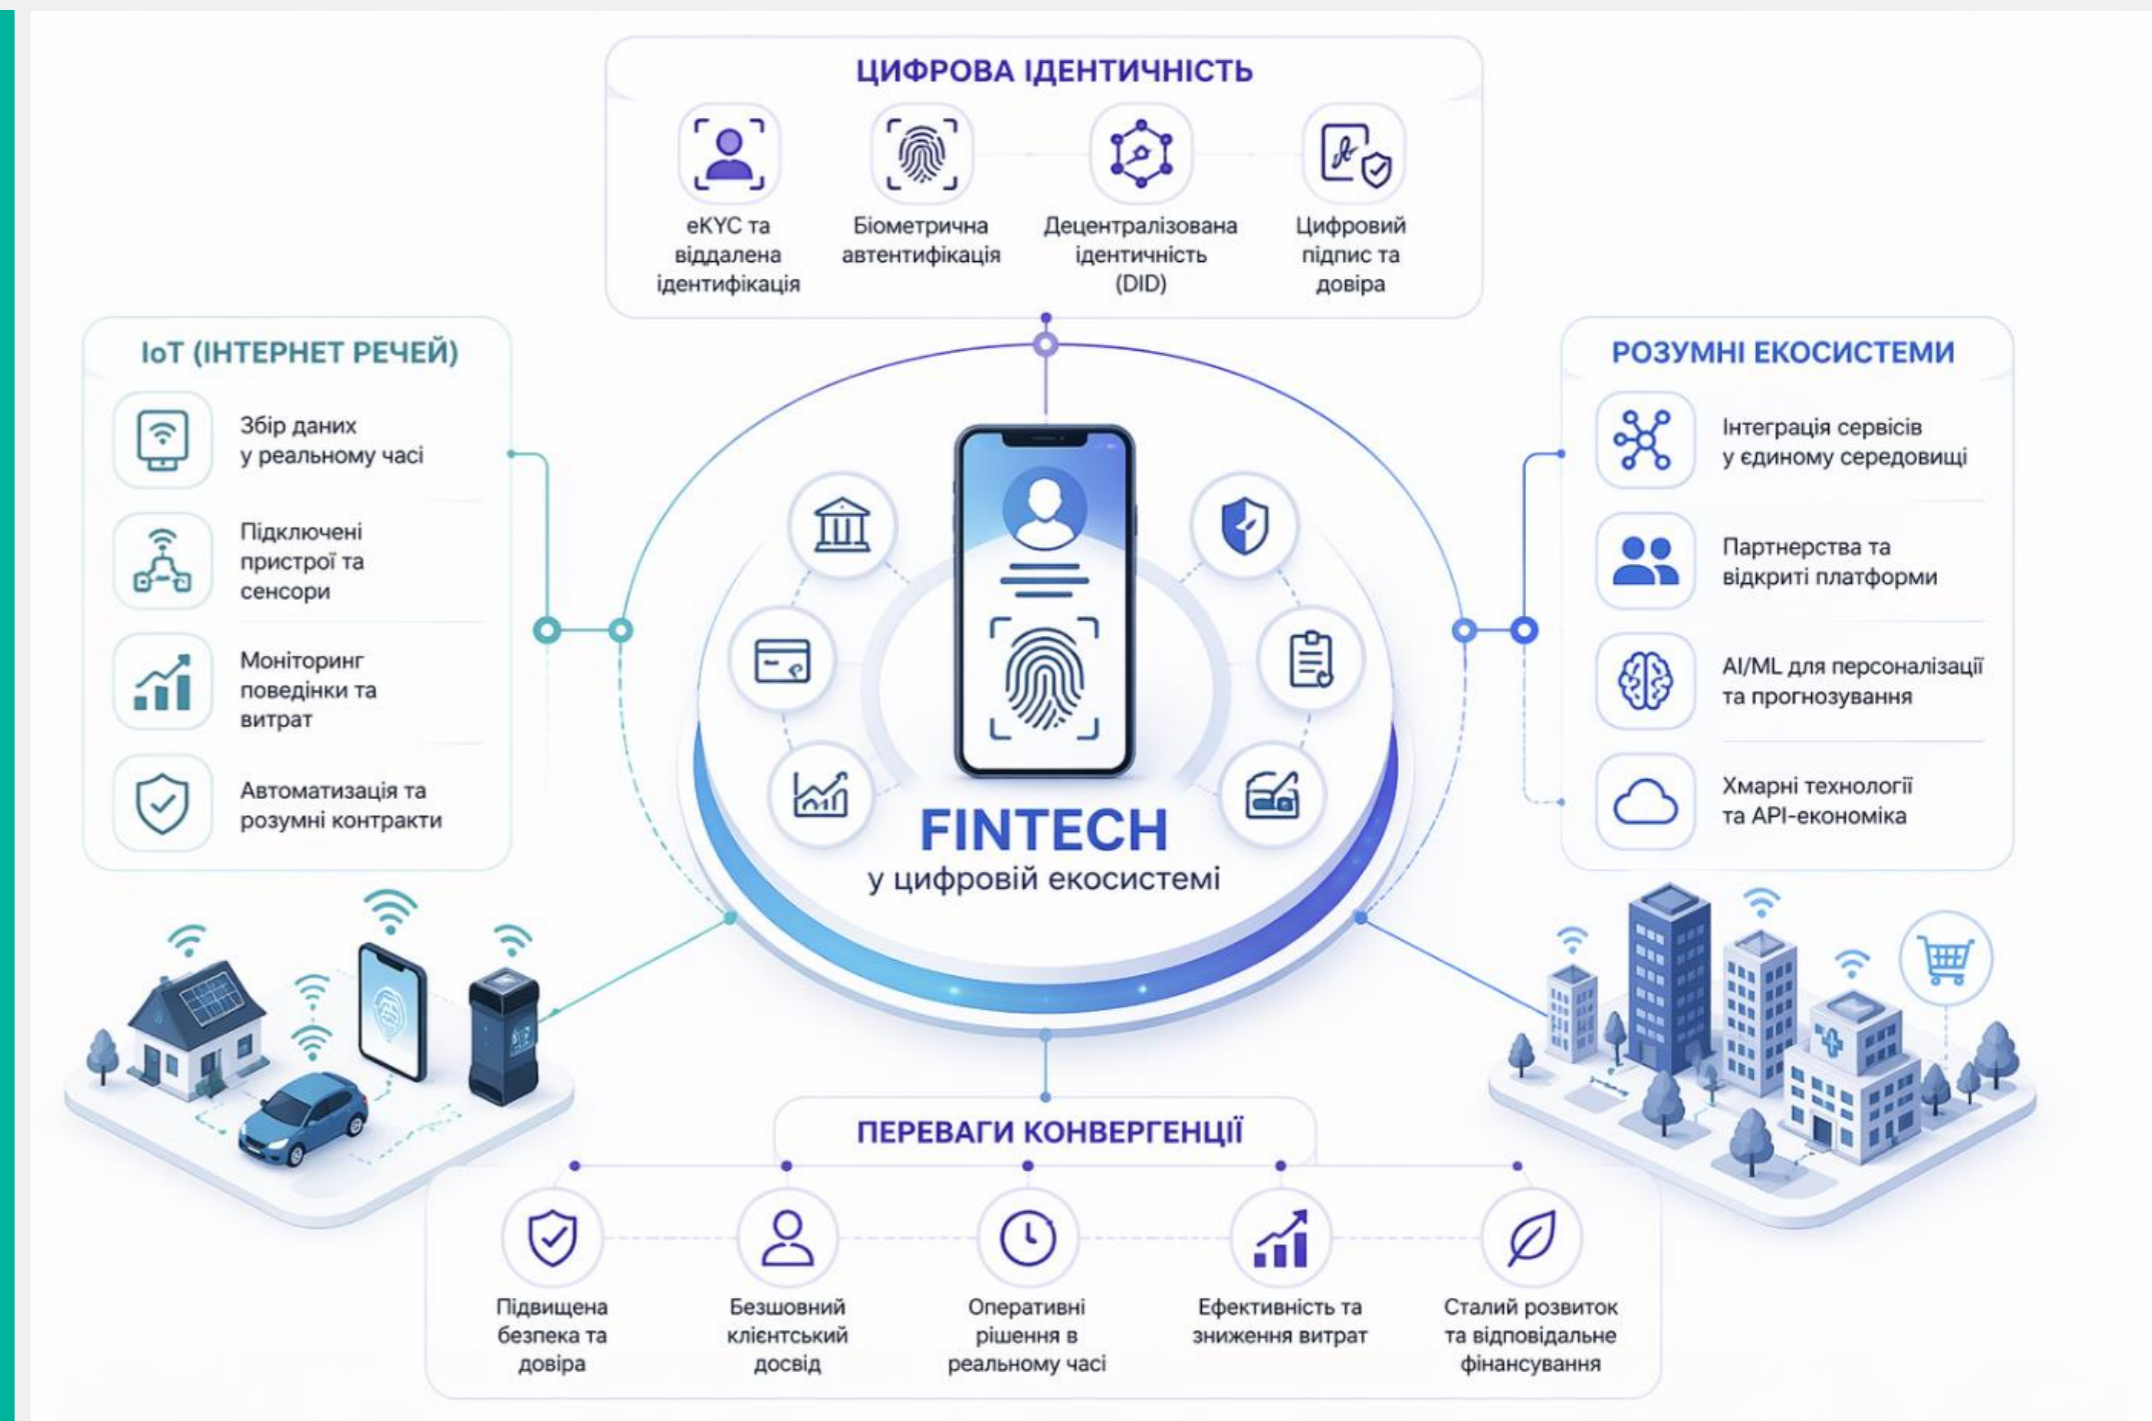 ЦИФРОВА ІДЕНТИЧНІСТЬ
eKYC та
віддалена
ідентифікація
Біометрична
автентифікація
Децентралізована
ідентичність
(DID)
Цифровий
підпис та
довіра
IoT (ІНТЕРНЕТ РЕЧЕЙ)
Збір даних
у реальному часі
Підключені
пристрої та
сенсори
Моніторинг
поведінки та
витрат
Автоматизація та
розумні контракти
РОЗУМНІ ЕКОСИСТЕМИ
Інтеграція сервісів
у єдиному середовищі
Партнерства та
відкриті платформи
AI/ML для персоналізації
та прогнозування
Хмарні технології
та API-економіка
FINTECH
у цифровій екосистемі
ПЕРЕВАГИ КОНВЕРГЕНЦІЇ
Підвищена
безпека та
довіра
Безшовний
клієнтський
досвід
Оперативні
рішення в
реальному часі
Ефективність та
зниження витрат
Сталий розвиток
та відповідальне
фінансування